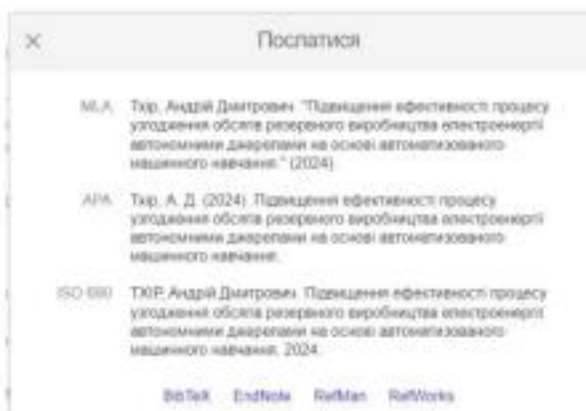 × Послатися
MLA Тхір, Андрій Дмитрович. "Підвищення ефективності процесу
узгодження обсягів резервного виробництва електроенергії
автономними джерелами на основі автоматизованого
машинного навчання." (2024).
APA Тхір, А. Д. (2024). Підвищення ефективності процесу
узгодження обсягів резервного виробництва електроенергії
автономними джерелами на основі автоматизованого
машинного навчання.
ISO 690 ТХІР, Андрій Дмитрович. Підвищення ефективності процесу
узгодження обсягів резервного виробництва електроенергії
автономними джерелами на основі автоматизованого
машинного навчання. 2024.
BibTeX EndNote RefMan RefWorks